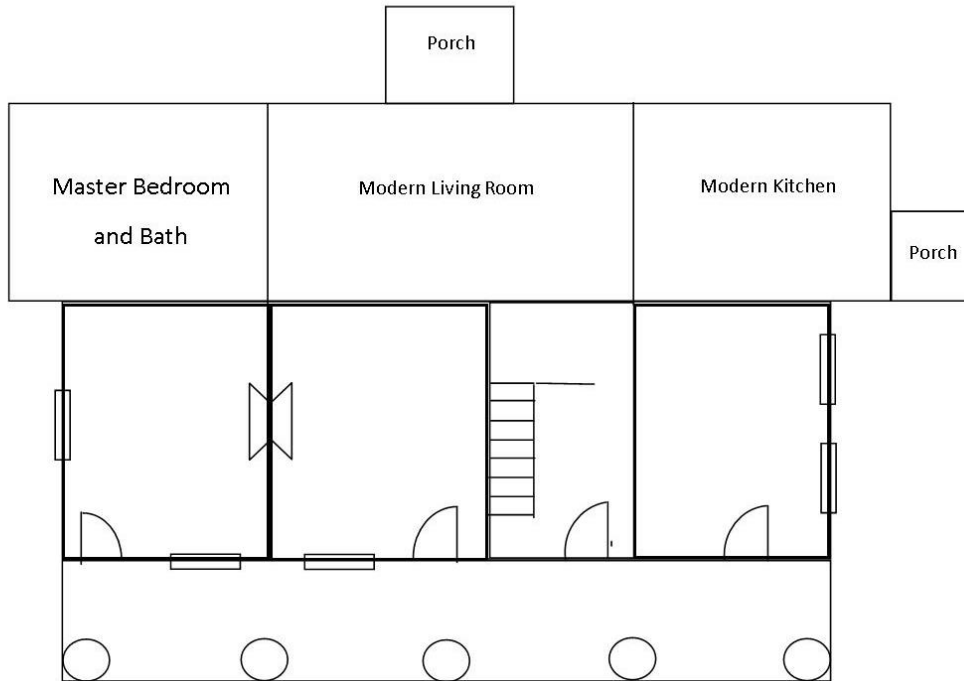 Porch
Master Bedroom
and Bath
Modern Living Room
Modern Kitchen
Porch